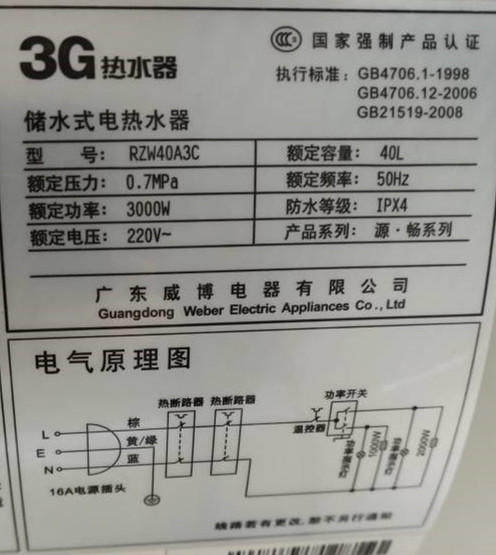 3G热水器
国家强制产品认证
执行标准：GB4706.1-1998
GB4706.12-2006
GB21519-2008
储水式电热水器
型 号： RZW40A3C 额定容量： 40L
额定压力： 0.7MPa 额定频率： 50Hz
额定功率： 3000W 防水等级： IPX4
额定电压： 220V~ 产品系列： 源·畅系列
广东威博电器有限公司
Guangdong Weber Electric Appliances Co.,Ltd
电气原理图
热断路器 热断路器 功率开关
L 棕 温控器
E 黄/绿
N 蓝
1000W 2000W
16A电源插头
线路若有更改，恕不另行通知